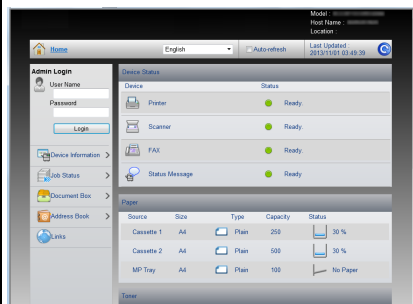 Model :
Host Name :
Location :
Home
English
Auto-refresh
Last Updated
2013/11/01 03:49:39
Admin Login
User Name
Password
Login
Device Information
Job Status
Document Box
Address Book
Links
Device Status
Device Status
Printer Ready.
Scanner Ready.
FAX Ready.
Status Message Ready
Paper
Source Size Type Capacity Status
Cassette 1 A4 Plain 250 30 %
Cassette 2 A4 Plain 500 30 %
MP Tray A4 Plain 100 No Paper
Toner